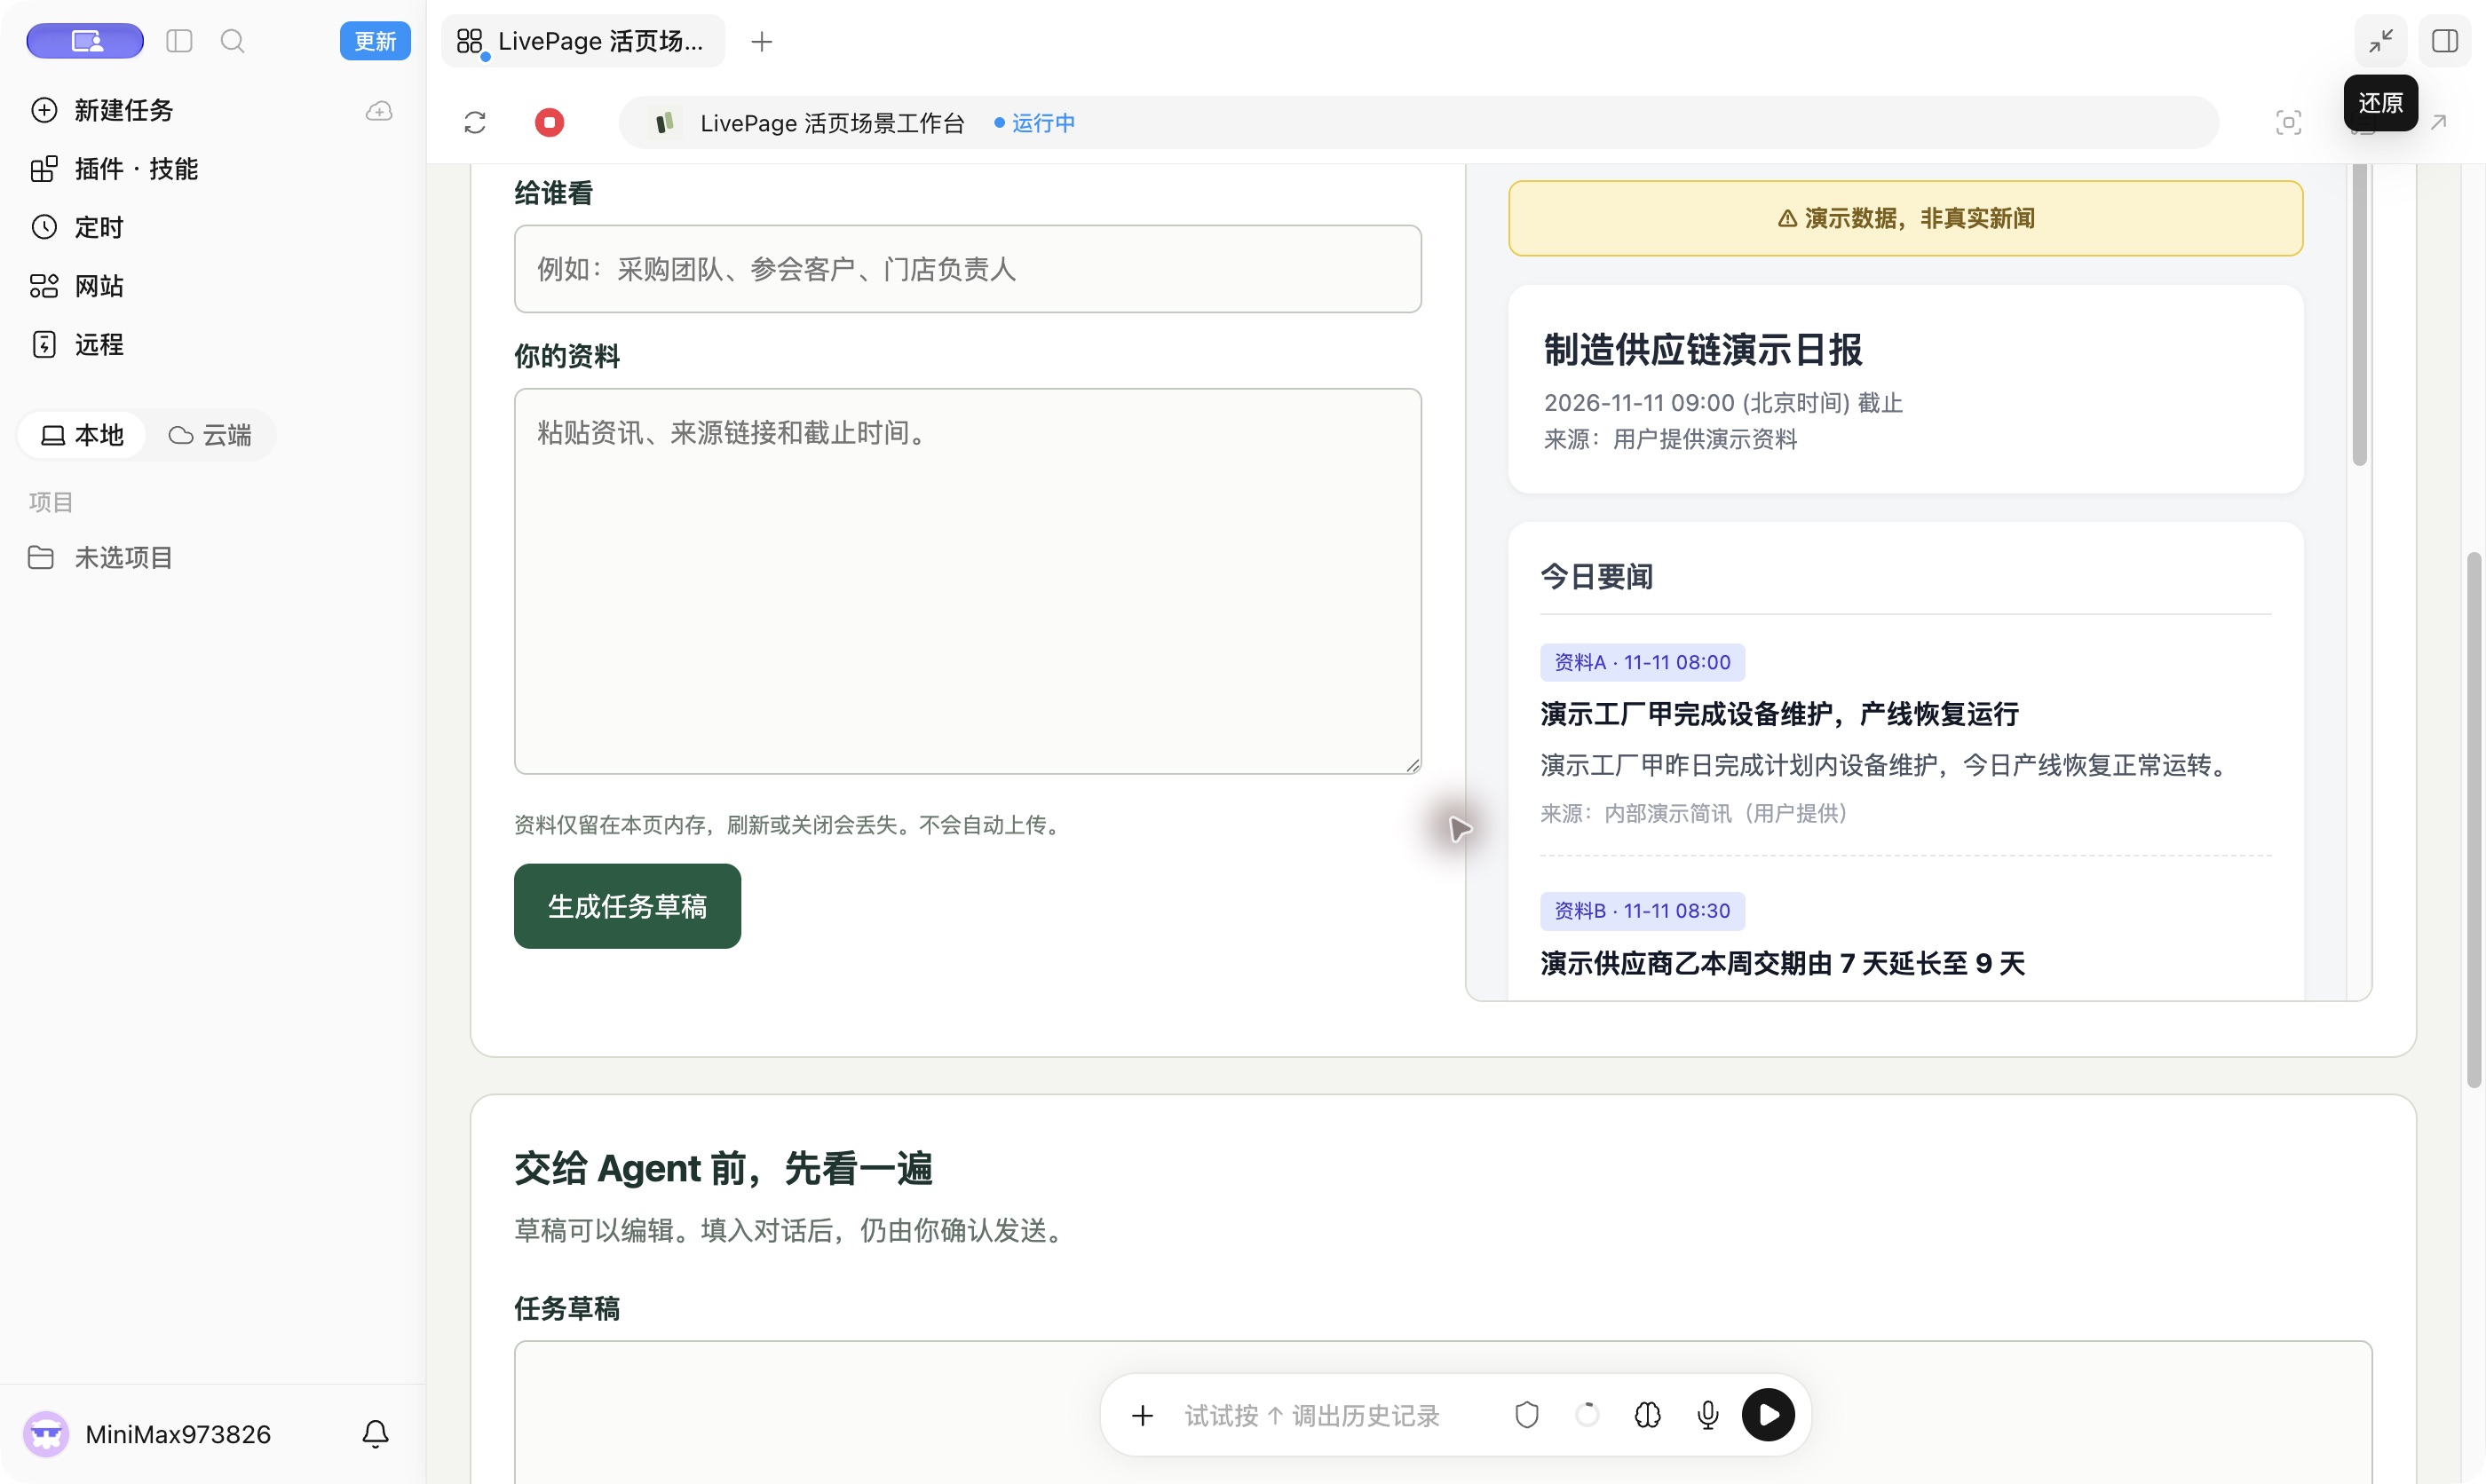 更新
新建任务
插件 · 技能
定时
网站
远程
本地
云端
项目
未选项目
MiniMax973826
LivePage 活页场...
还原
LivePage 活页场景工作台
运行中
给谁看
例如：采购团队、参会客户、门店负责人
你的资料
粘贴资讯、来源链接和截止时间。
资料仅留在本页内存，刷新或关闭会丢失。不会自动上传。
生成任务草稿
演示数据，非真实新闻
制造供应链演示日报
2026-11-11 09:00 (北京时间) 截止
来源：用户提供演示资料
今日要闻
资料A · 11-11 08:00
演示工厂甲完成设备维护，产线恢复运行
演示工厂甲昨日完成计划内设备维护，今日产线恢复正常运转。
来源：内部演示简讯（用户提供）
资料B · 11-11 08:30
演示供应商乙本周交期由 7 天延长至 9 天
交给 Agent 前，先看一遍
草稿可以编辑。填入对话后，仍由你确认发送。
任务草稿
试试按 ↑ 调出历史记录